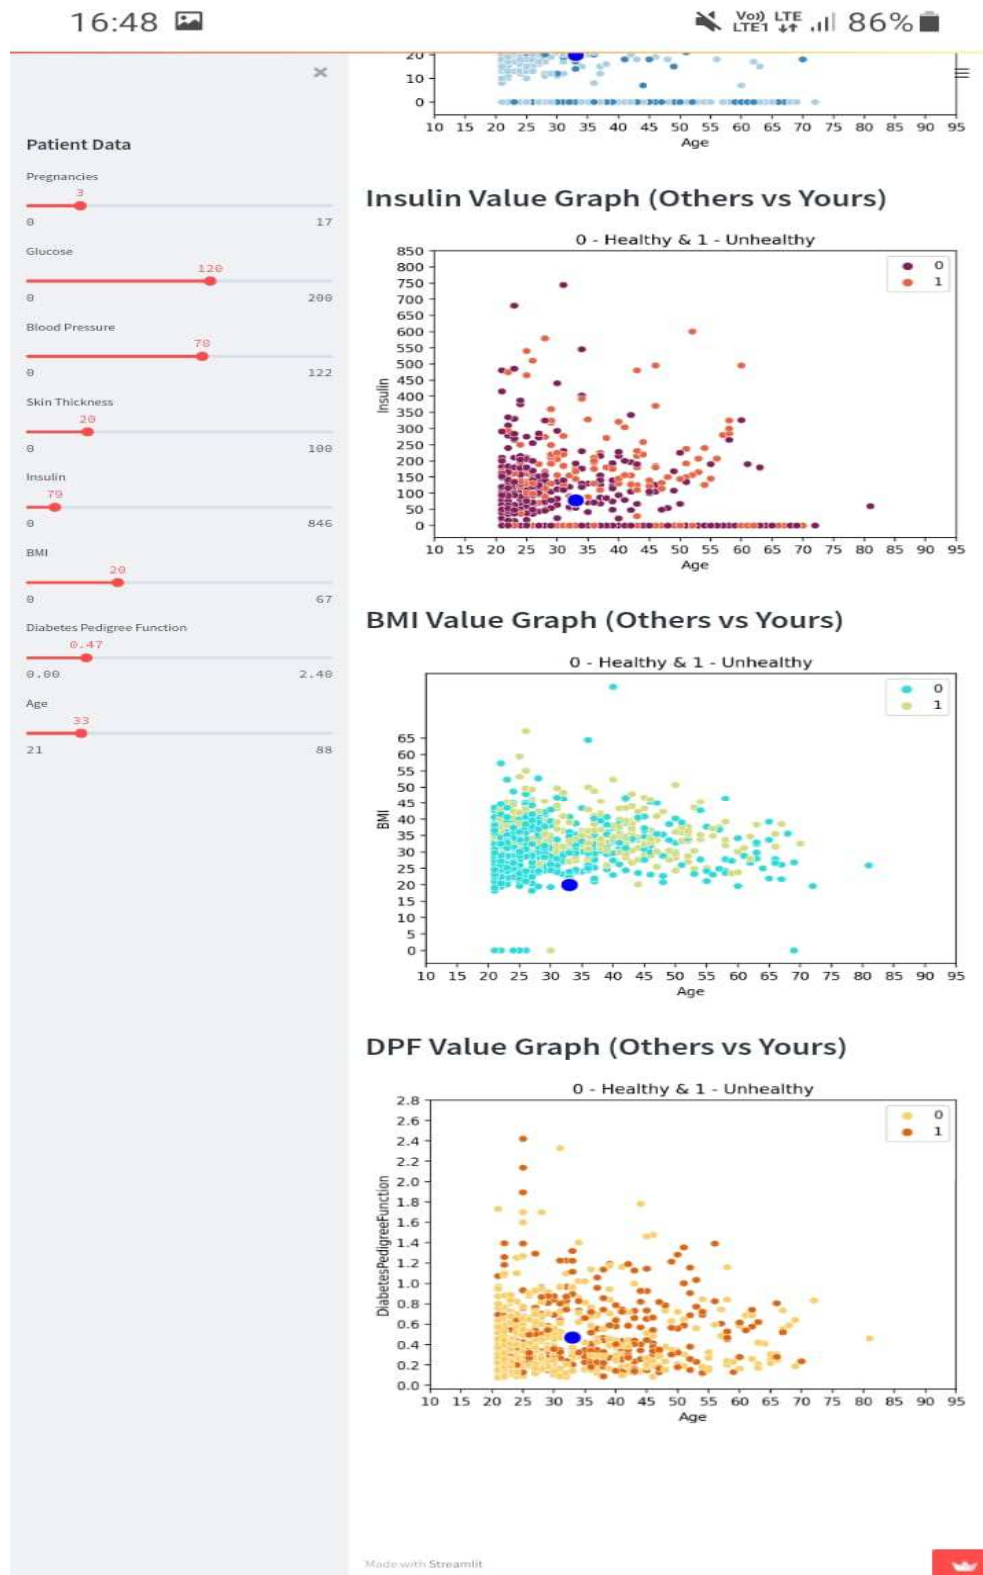 16:48 Vo)) LTE LTE1 86%
Patient Data
Pregnancies
3
0 17
Glucose
120
0 200
Blood Pressure
70
0 122
Skin Thickness
20
0 100
Insulin
79
0 846
BMI
20
0 67
Diabetes Pedigree Function
0.47
0.00 2.40
Age
33
21 88
20
10
0
10 15 20 25 30 35 40 45 50 55 60 65 70 75 80 85 90 95
Age
Insulin Value Graph (Others vs Yours)
0 - Healthy & 1 - Unhealthy
850
800
750
700
650
600
550
500
450
400
350
300
250
200
150
100
50
0
Insulin
0
1
10 15 20 25 30 35 40 45 50 55 60 65 70 75 80 85 90 95
Age
BMI Value Graph (Others vs Yours)
0 - Healthy & 1 - Unhealthy
65
60
55
50
45
40
35
30
25
20
15
10
5
0
BMI
0
1
10 15 20 25 30 35 40 45 50 55 60 65 70 75 80 85 90 95
Age
DPF Value Graph (Others vs Yours)
0 - Healthy & 1 - Unhealthy
2.8
2.6
2.4
2.2
2.0
1.8
1.6
1.4
1.2
1.0
0.8
0.6
0.4
0.2
0.0
DiabetesPedigreeFunction
0
1
10 15 20 25 30 35 40 45 50 55 60 65 70 75 80 85 90 95
Age
Made with Streamlit